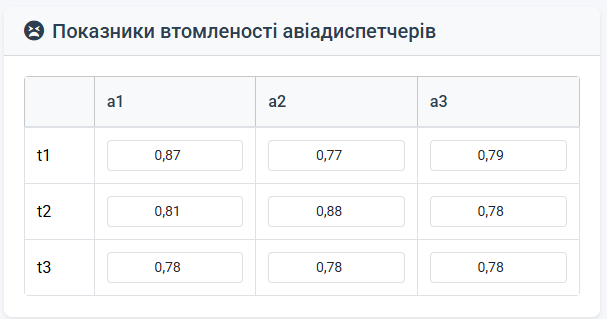 Показники втомленості авіадиспетчерів
a1 a2 a3
t1 0,87 0,77 0,79
t2 0,81 0,88 0,78
t3 0,78 0,78 0,78